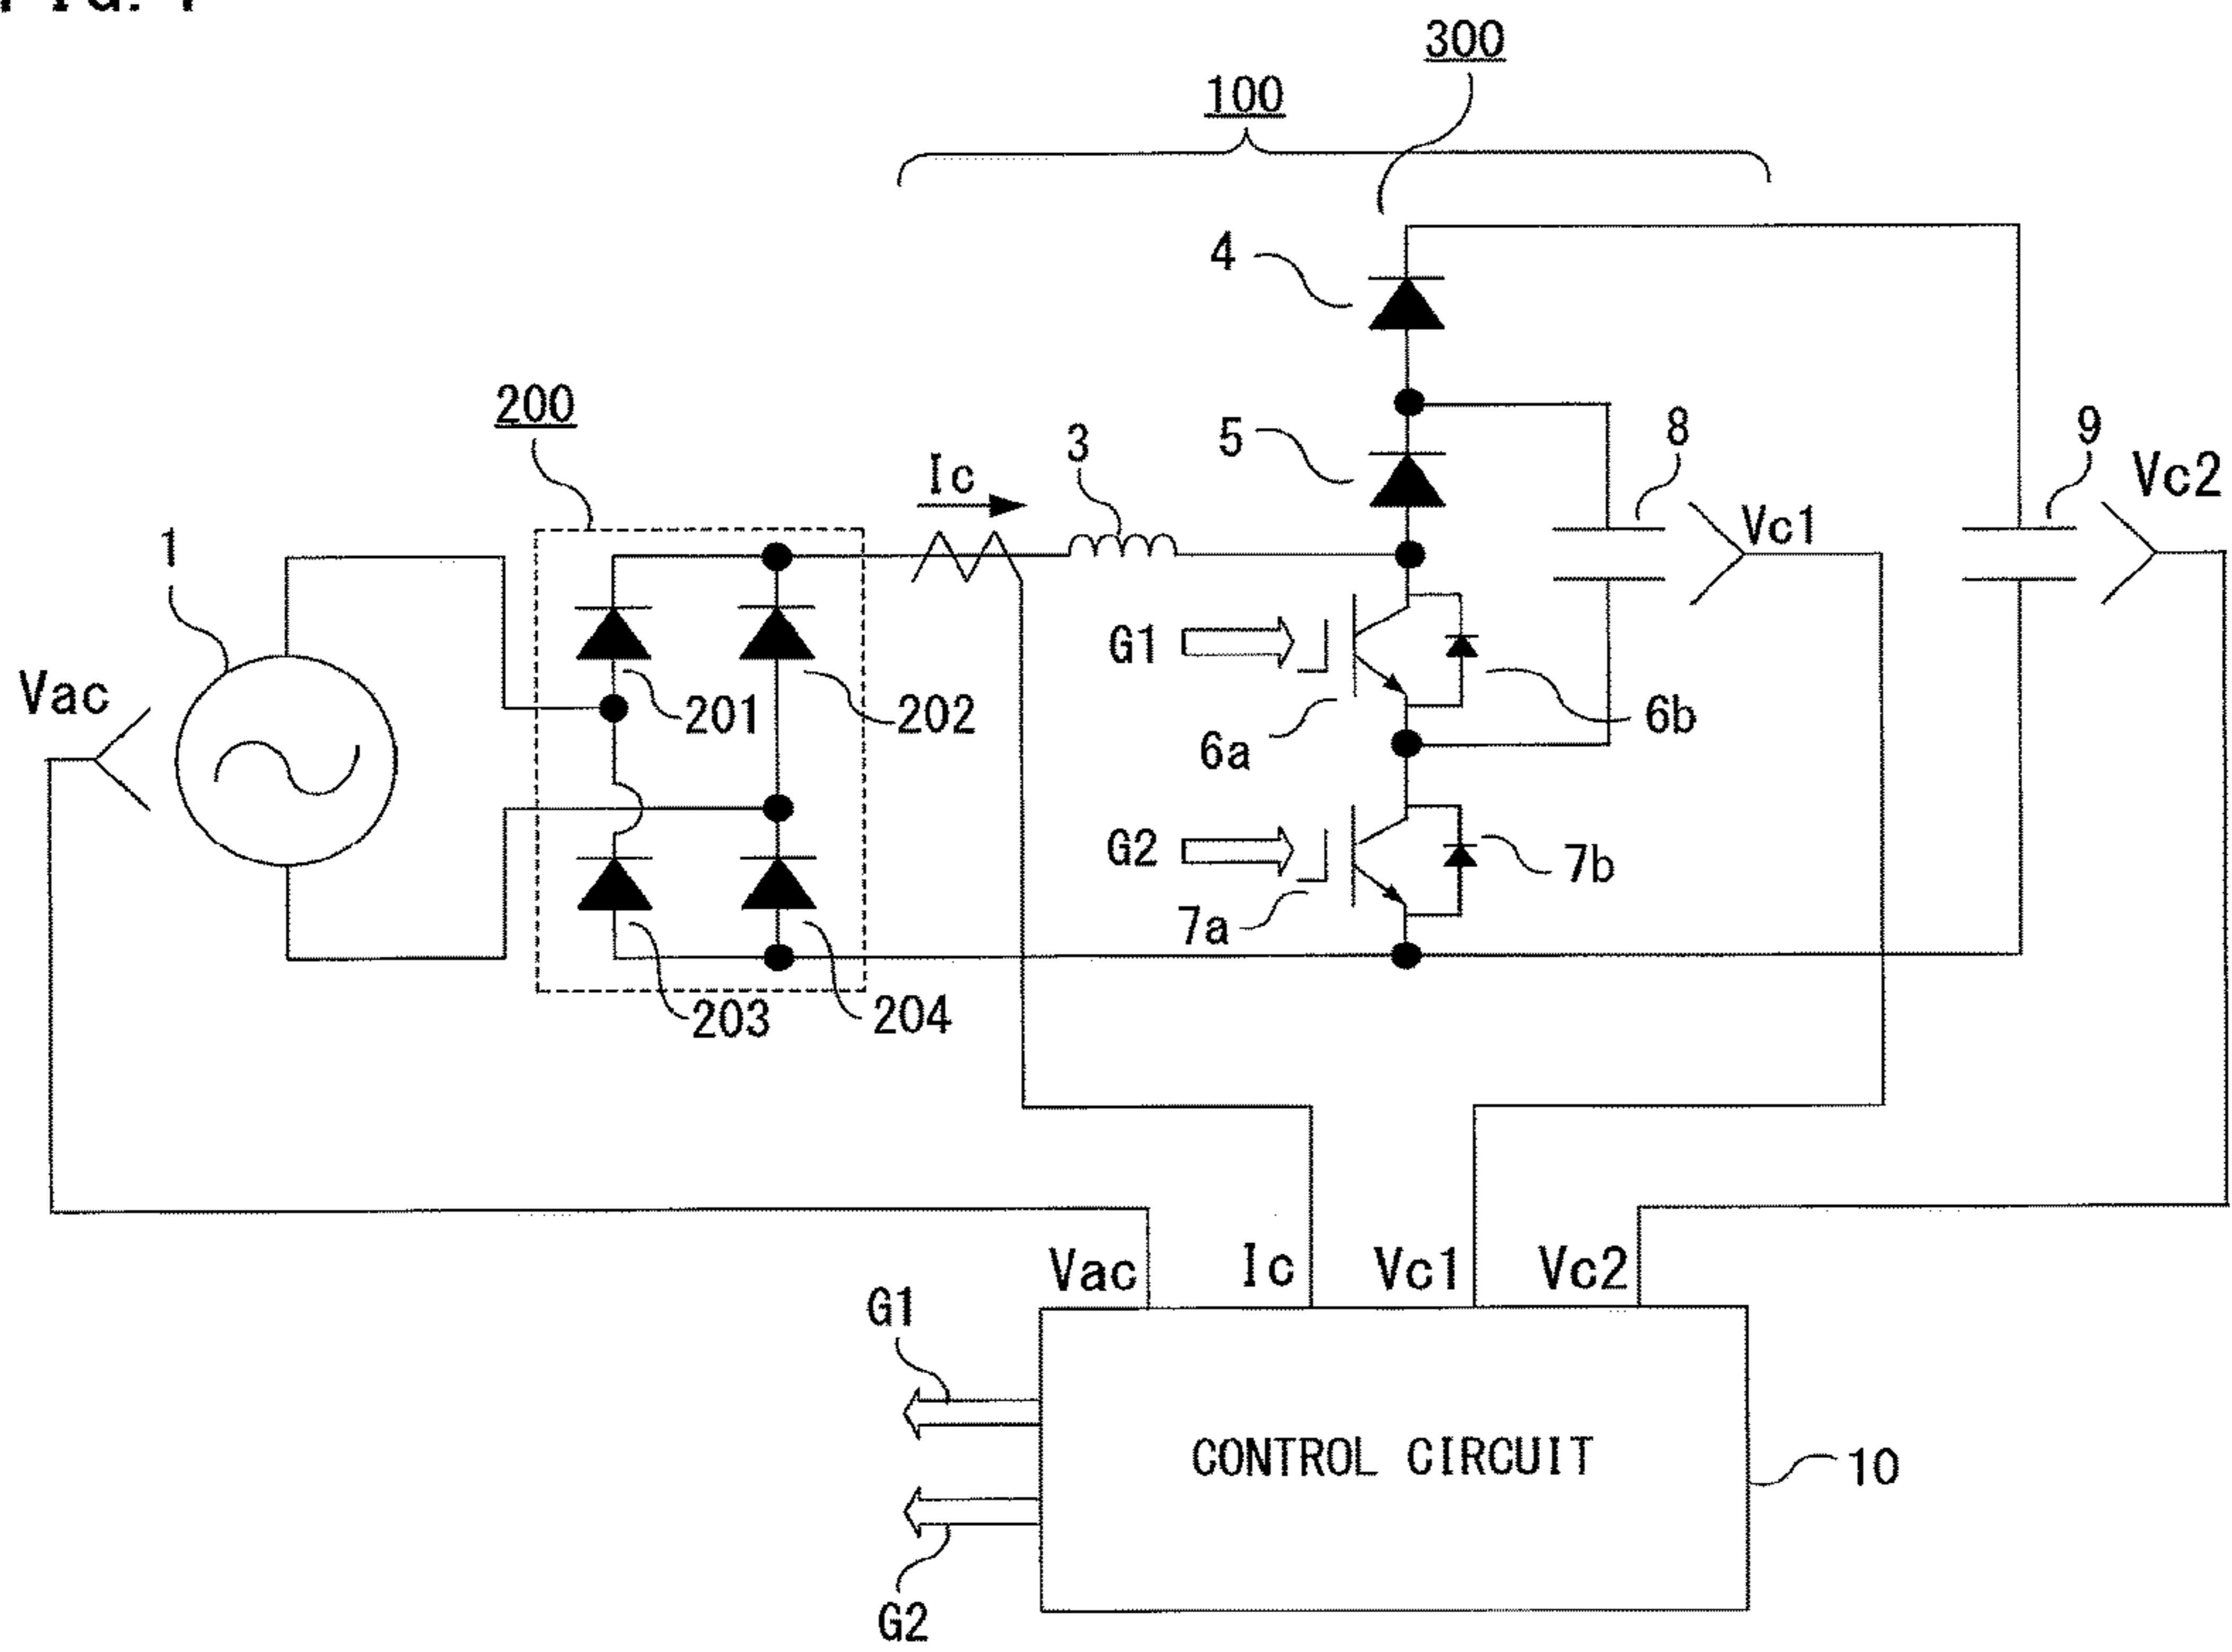 300
100
4
200
5
8
9
3
Ic
Vc2
Vc1
1
G1
Vac
201
202
6b
6a
G2
7b
7a
203
204
Vac
Ic
Vc1
Vc2
G1
CONTROL CIRCUIT
10
G2